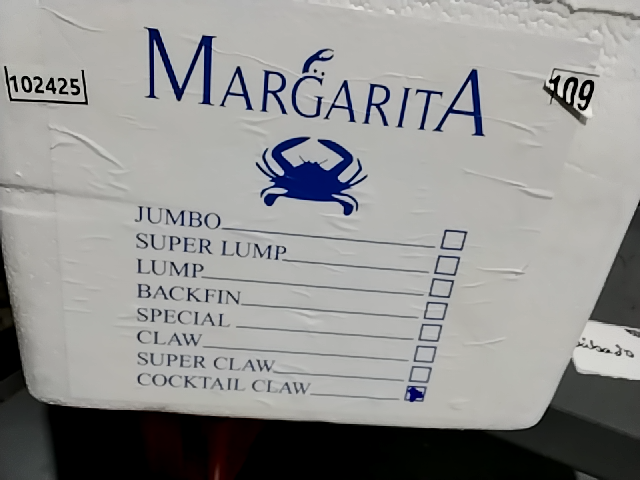 MARGARITA
102425
109
JUMBO
SUPER LUMP
LUMP
BACKFIN
SPECIAL
CLAW
SUPER CLAW
COCKTAIL CLAW